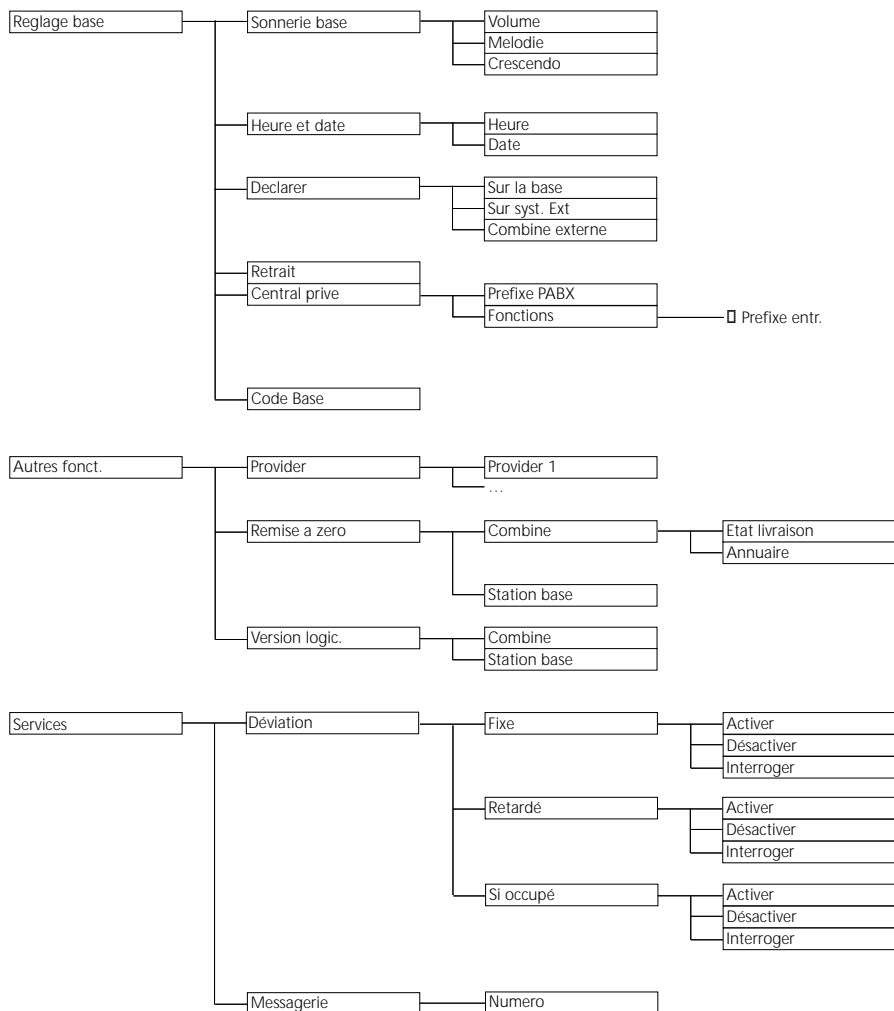 Reglage base
Sonnerie base
Volume
Melodie
Crescendo
Heure et date
Heure
Date
Declarer
Sur la base
Sur syst. Ext
Combine externe
Retrait
Central prive
Prefixe PABX
Fonctions
Prefixe entr.
Code Base
Autres fonct.
Provider
Provider 1
...
Remise a zero
Combine
Etat livraison
Annuaire
Station base
Version logic.
Combine
Station base
Services
Déviation
Fixe
Activer
Désactiver
Interroger
Retardé
Activer
Désactiver
Interroger
Si occupé
Activer
Désactiver
Interroger
Messagerie
Numero